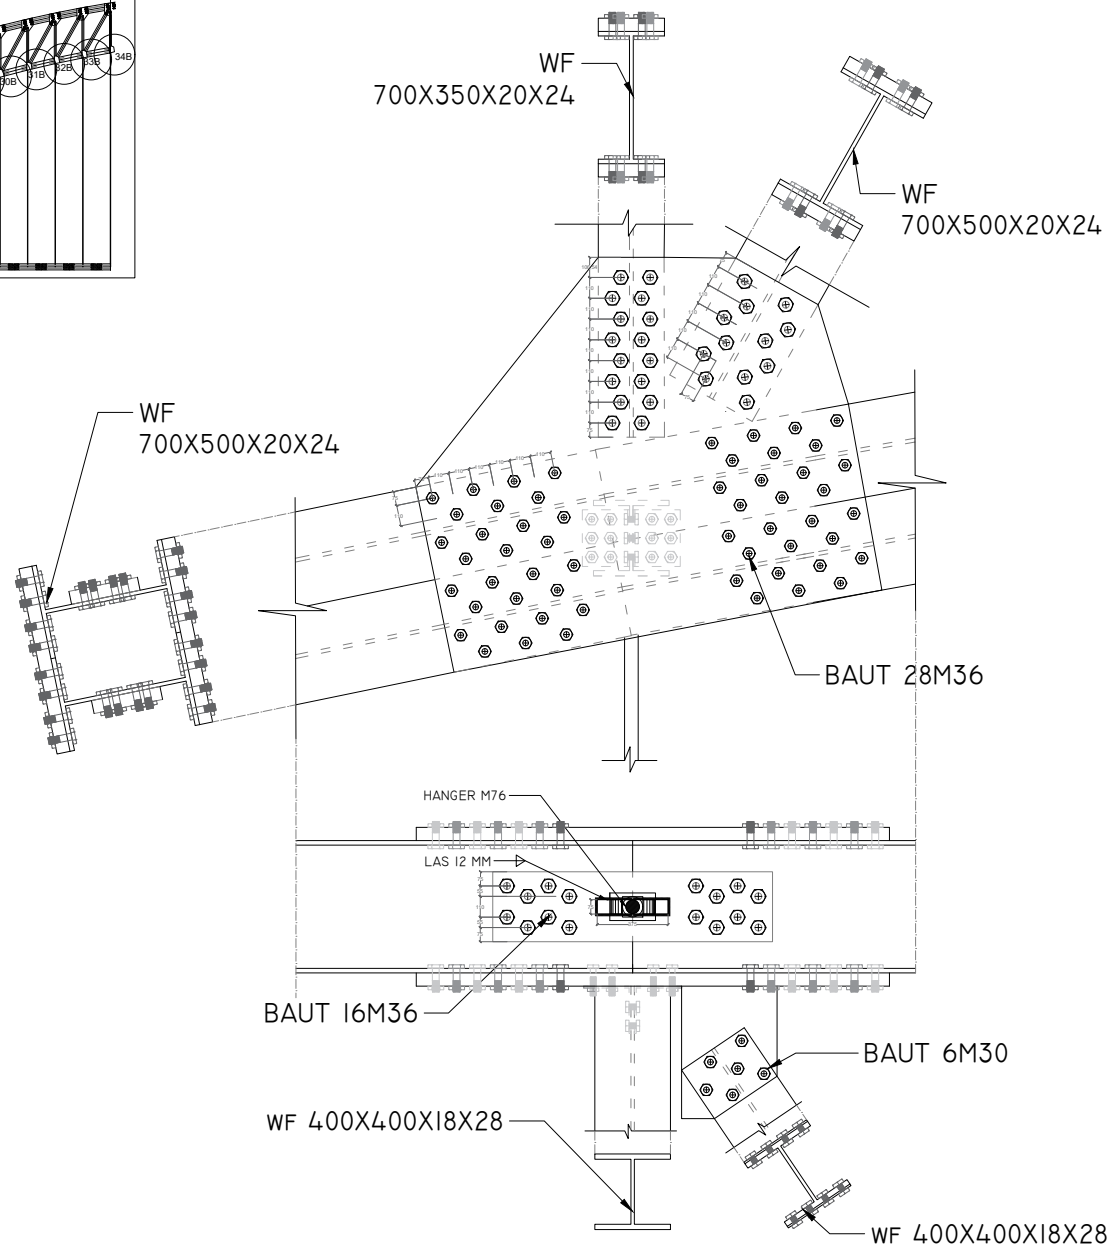 30B
31B
32B
33B
34B
WF
700X350X20X24
WF
700X500X20X24
WF
700X500X20X24
BAUT 28M36
HANGER M76
LAS 12 MM
BAUT 16M36
BAUT 6M30
WF 400X400X18X28
WF 400X400X18X28